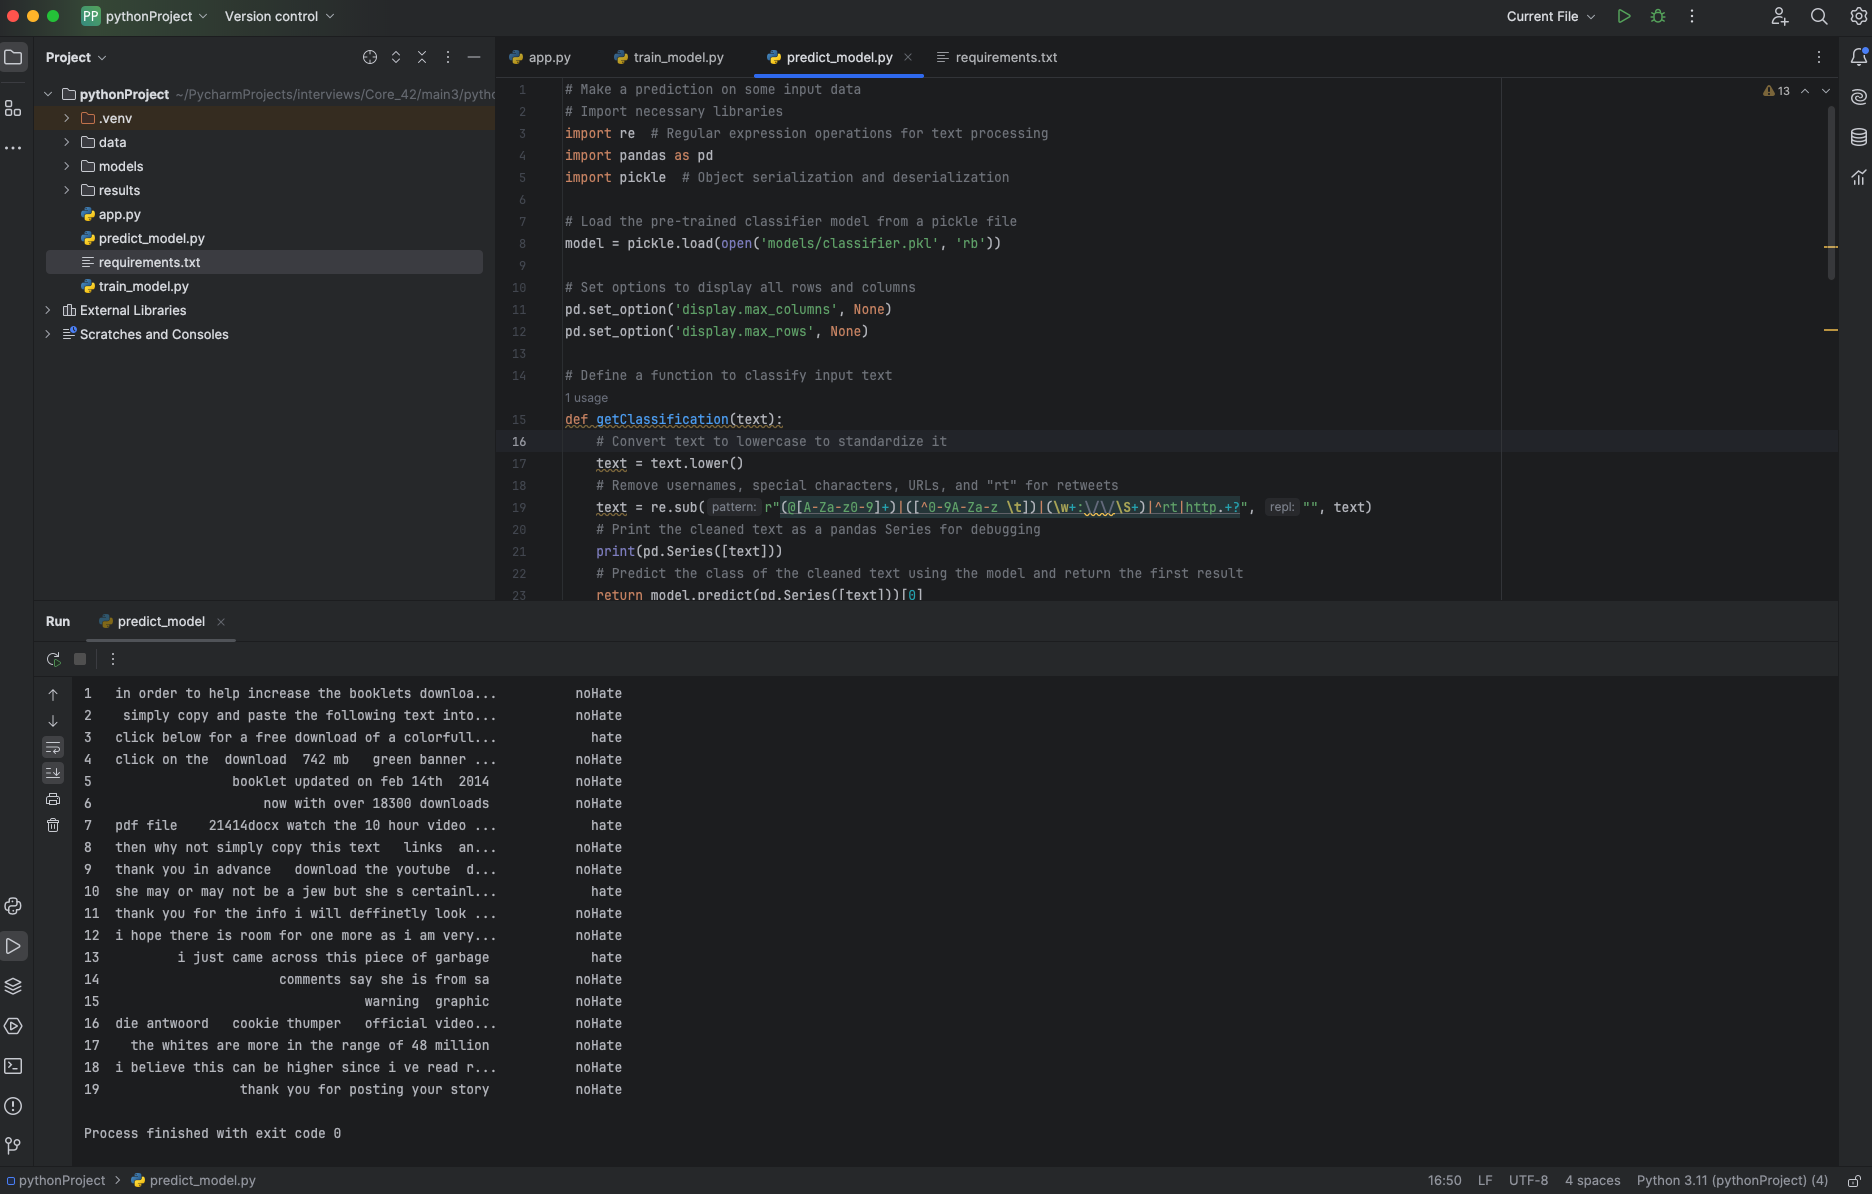 PP pythonProject Version control Current File
Project
app.py train_model.py predict_model.py requirements.txt
pythonProject ~/PycharmProjects/interviews/Core_42/main3/pytho
.venv
data
models
results
app.py
predict_model.py
requirements.txt
train_model.py
External Libraries
Scratches and Consoles
13
1 # Make a prediction on some input data
2 # Import necessary libraries
3 import re  # Regular expression operations for text processing
4 import pandas as pd
5 import pickle  # Object serialization and deserialization
6
7 # Load the pre-trained classifier model from a pickle file
8 model = pickle.load(open('models/classifier.pkl', 'rb'))
9
10 # Set options to display all rows and columns
11 pd.set_option('display.max_columns', None)
12 pd.set_option('display.max_rows', None)
13
14 # Define a function to classify input text
1 usage
15 def getClassification(text):
16 # Convert text to lowercase to standardize it
17 text = text.lower()
18 # Remove usernames, special characters, URLs, and "rt" for retweets
19 text = re.sub( pattern: r"(@[A-Za-z0-9]+)|([^0-9A-Za-z \t])|(\w+:\/\/\S+)|^rt|http.+?", repl: "", text)
20 # Print the cleaned text as a pandas Series for debugging
21 print(pd.Series([text]))
22 # Predict the class of the cleaned text using the model and return the first result
23 return model.predict(pd.Series([text]))[0]
Run predict_model
1 in order to help increase the booklets downloa... noHate
2 simply copy and paste the following text into... noHate
3 click below for a free download of a colorfull... hate
4 click on the  download  742 mb   green banner ... noHate
5 booklet updated on feb 14th  2014 noHate
6 now with over 18300 downloads noHate
7 pdf file    21414docx watch the 10 hour video ... hate
8 then why not simply copy this text   links  an... noHate
9 thank you in advance   download the youtube  d... noHate
10 she may or may not be a jew but she s certainl... hate
11 thank you for the info i will deffinetly look ... noHate
12 i hope there is room for one more as i am very... noHate
13 i just came across this piece of garbage hate
14 comments say she is from sa noHate
15 warning  graphic noHate
16 die antwoord   cookie thumper   official video... noHate
17 the whites are more in the range of 48 million noHate
18 i believe this can be higher since i ve read r... noHate
19 thank you for posting your story noHate
Process finished with exit code 0
pythonProject > predict_model.py 16:50 LF UTF-8 4 spaces Python 3.11 (pythonProject) (4)